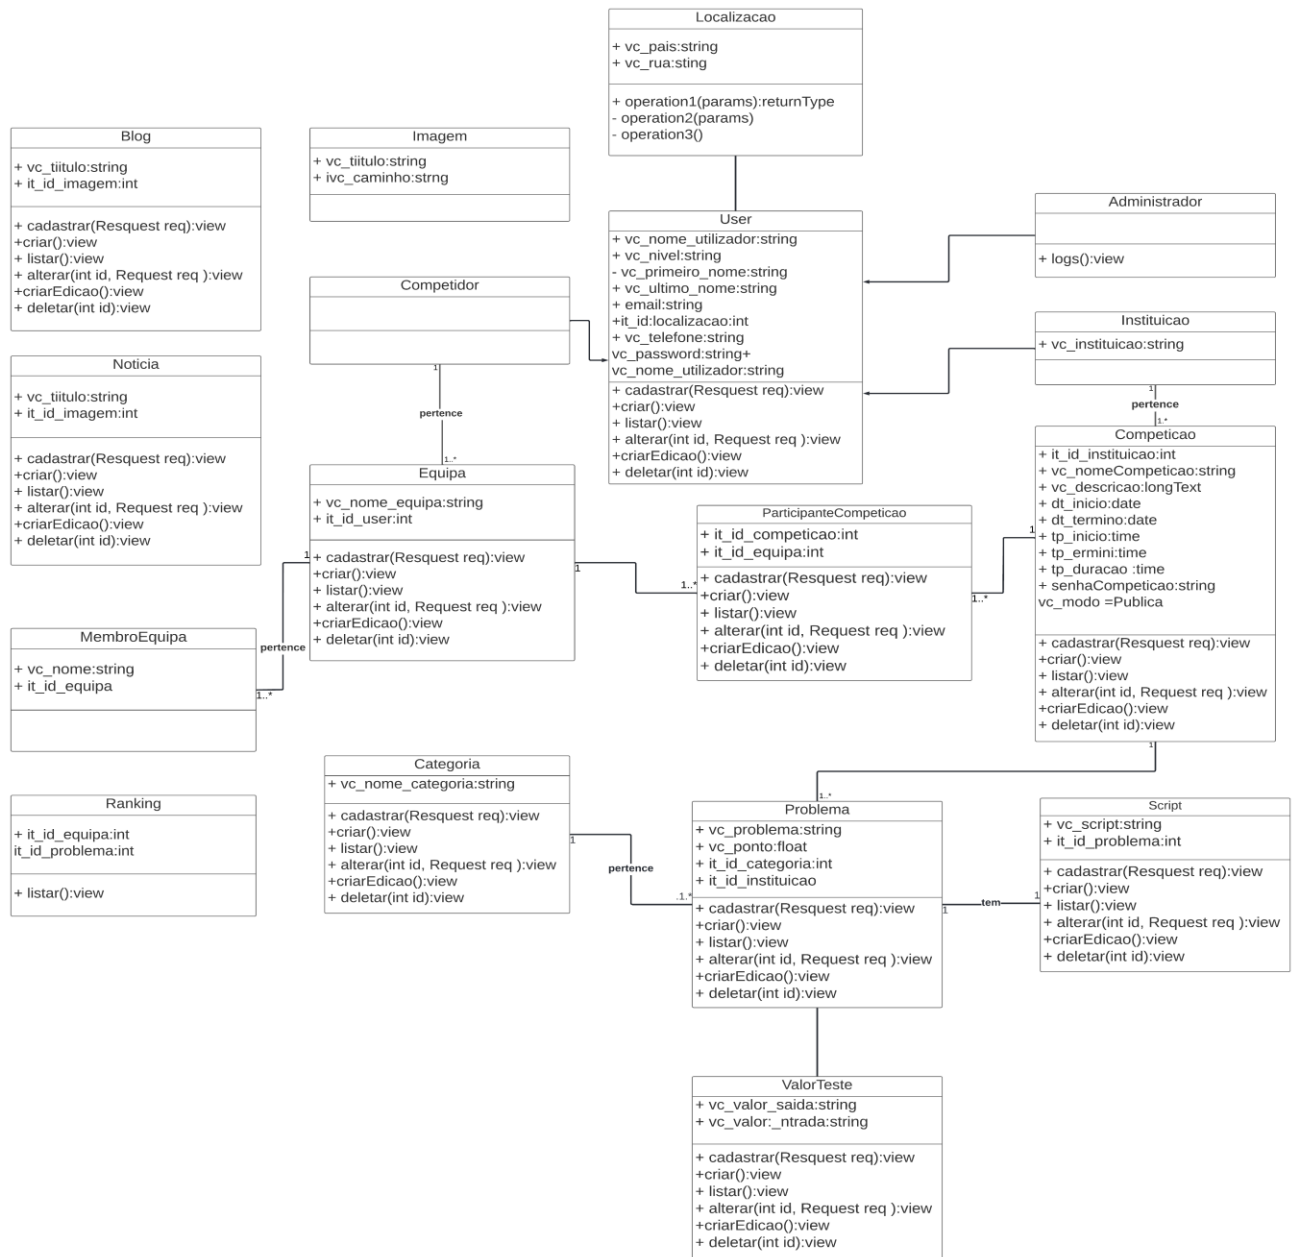 Localizacao
+ vc_pais:string
+ vc_rua:sting
+ operation1(params):returnType
- operation2(params)
- operation3()
Blog
+ vc_tiitulo:string
+ it_id_imagem:int
+ cadastrar(Resquest req):view
+criar():view
+ listar():view
+ alterar(int id, Request req ):view
+criarEdicao():view
+ deletar(int id):view
Imagem
+ vc_tiitulo:string
+ ivc_caminho:strng
User
+ vc_nome_utilizador:string
+ vc_nivel:string
- vc_primeiro_nome:string
+ vc_ultimo_nome:string
+ email:string
+it_id:localizacao:int
+ vc_telefone:string
vc_password:string+
vc_nome_utilizador:string
+ cadastrar(Resquest req):view
+criar():view
+ listar():view
+ alterar(int id, Request req ):view
+criarEdicao():view
+ deletar(int id):view
Administrador
+ logs():view
Competidor
1
pertence
1..*
Instituicao
+ vc_instituicao:string
1
pertence
1..*
Noticia
+ vc_tiitulo:string
+ it_id_imagem:int
+ cadastrar(Resquest req):view
+criar():view
+ listar():view
+ alterar(int id, Request req ):view
+criarEdicao():view
+ deletar(int id):view
Equipa
+ vc_nome_equipa:string
+ it_id_user:int
+ cadastrar(Resquest req):view
+criar():view
+ listar():view
+ alterar(int id, Request req ):view
+criarEdicao():view
+ deletar(int id):view
1
1
1..*
ParticipanteCompeticao
+ it_id_competicao:int
+ it_id_equipa:int
+ cadastrar(Resquest req):view
+criar():view
+ listar():view
+ alterar(int id, Request req ):view
+criarEdicao():view
+ deletar(int id):view
1..*
1
Competicao
+ it_id_instituicao:int
+ vc_nomeCompeticao:string
+ vc_descricao:longText
+ dt_inicio:date
+ dt_termino:date
+ tp_inicio:time
+ tp_ermini:time
+ tp_duracao :time
+ senhaCompeticao:string
vc_modo =Publica
+ cadastrar(Resquest req):view
+criar():view
+ listar():view
+ alterar(int id, Request req ):view
+criarEdicao():view
+ deletar(int id):view
1
1..*
MembroEquipa
+ vc_nome:string
+ it_id_equipa
pertence
1..*
Ranking
+ it_id_equipa:int
it_id_problema:int
+ listar():view
Categoria
+ vc_nome_categoria:string
+ cadastrar(Resquest req):view
+criar():view
+ listar():view
+ alterar(int id, Request req ):view
+criarEdicao():view
+ deletar(int id):view
1
pertence
.1.*
Problema
+ vc_problema:string
+ vc_ponto:float
+ it_id_categoria:int
+ it_id_instituicao
+ cadastrar(Resquest req):view
+criar():view
+ listar():view
+ alterar(int id, Request req ):view
+criarEdicao():view
+ deletar(int id):view
1
tem
1
Script
+ vc_script:string
+ it_id_problema:int
+ cadastrar(Resquest req):view
+criar():view
+ listar():view
+ alterar(int id, Request req ):view
+criarEdicao():view
+ deletar(int id):view
ValorTeste
+ vc_valor_saida:string
+ vc_valor:_ntrada:string
+ cadastrar(Resquest req):view
+criar():view
+ listar():view
+ alterar(int id, Request req ):view
+criarEdicao():view
+ deletar(int id):view